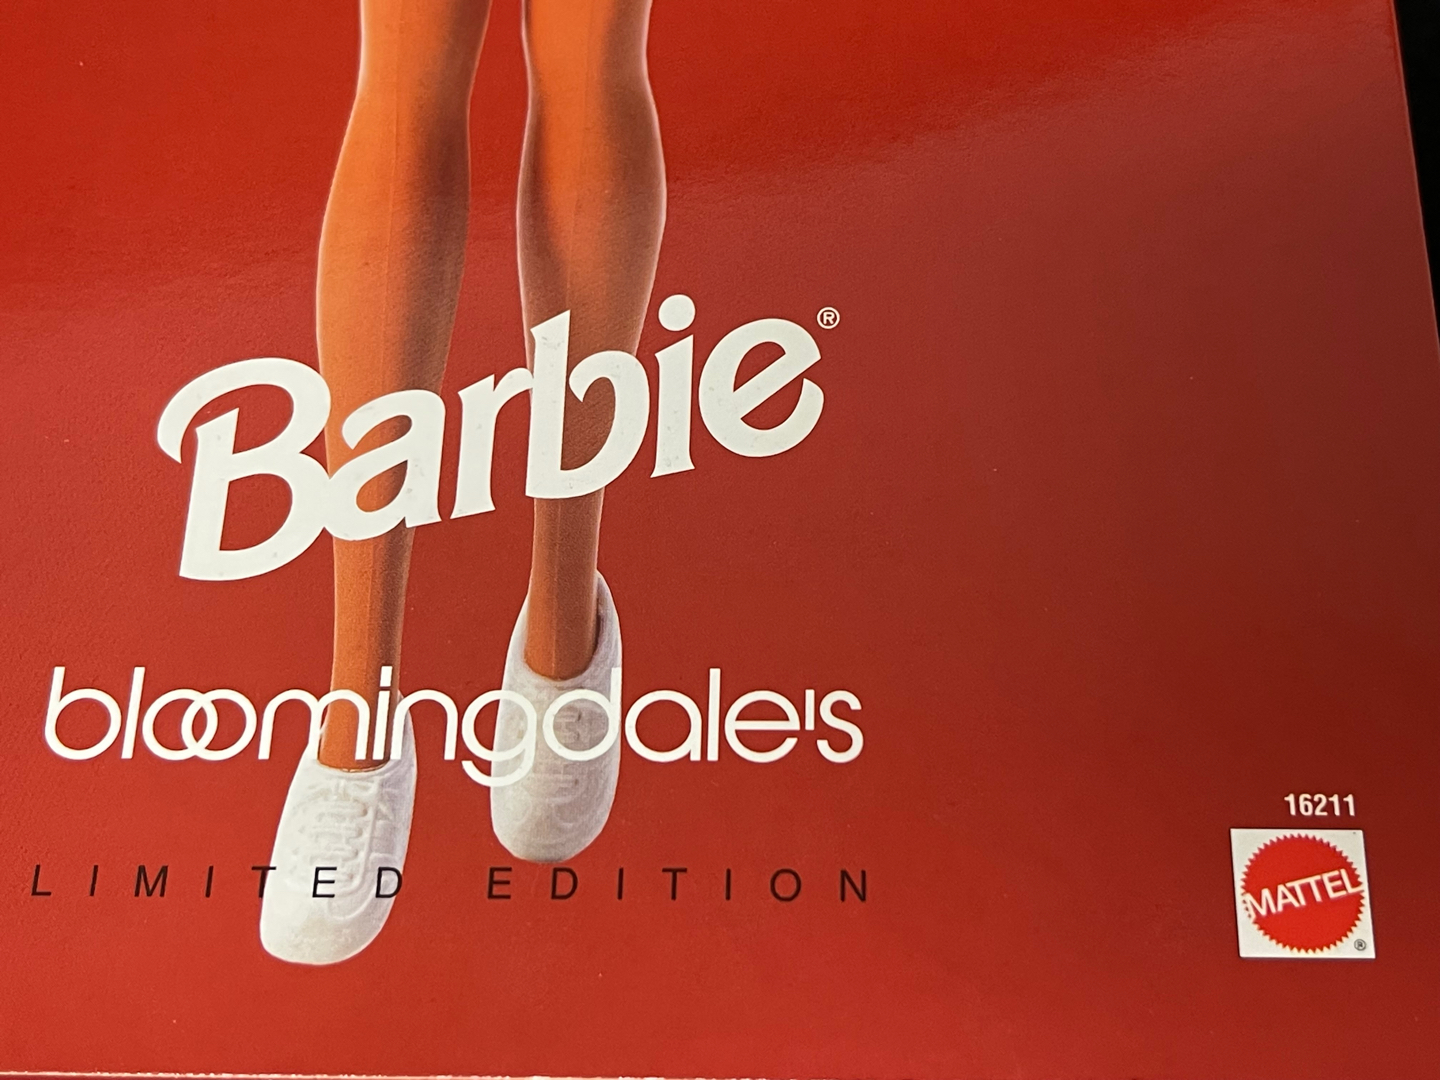 Barbie®
bloomingdale's
LIMITED EDITION
16211
MATTEL
®